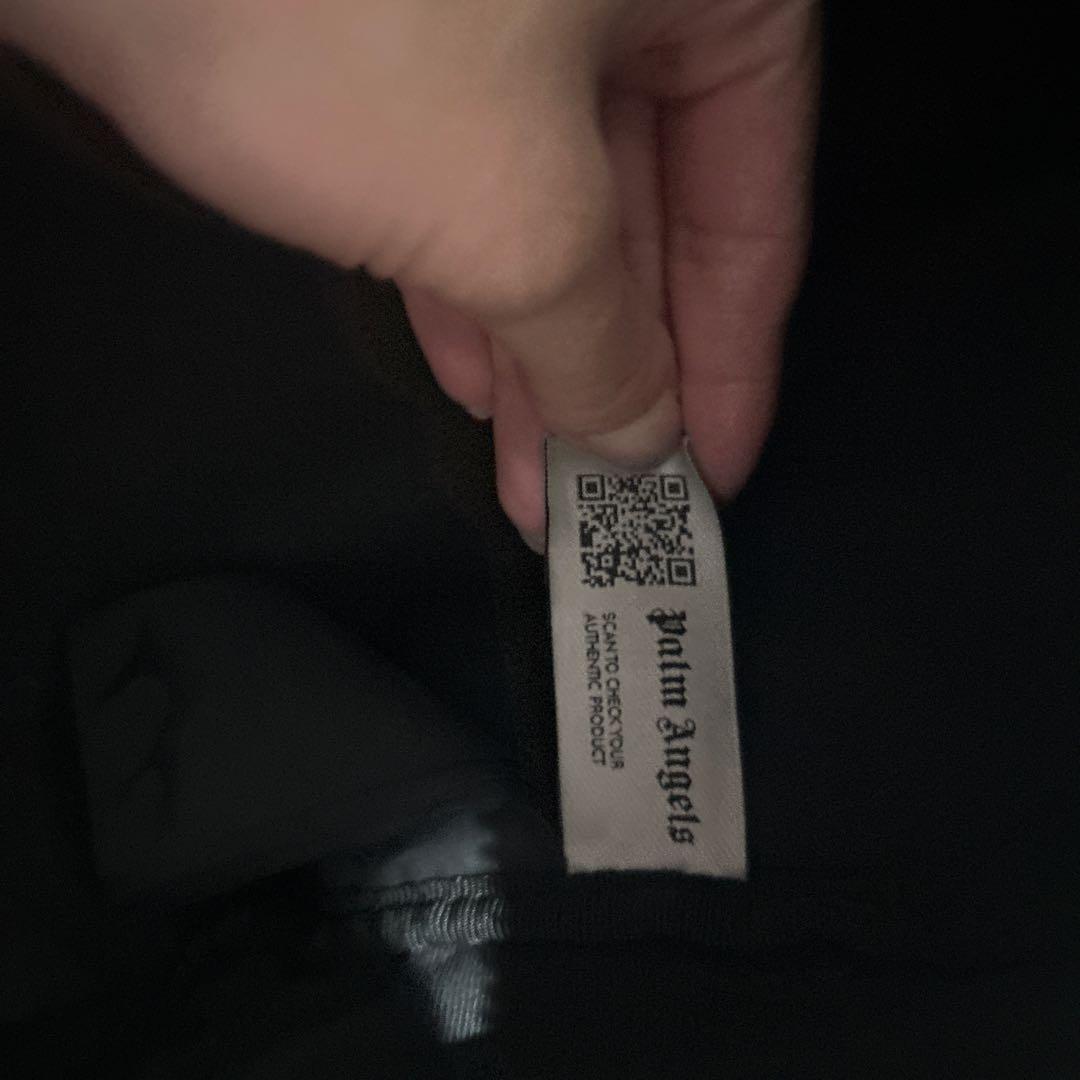 Palm Angels
SCAN TO CHECK YOUR
AUTHENTIC PRODUCT